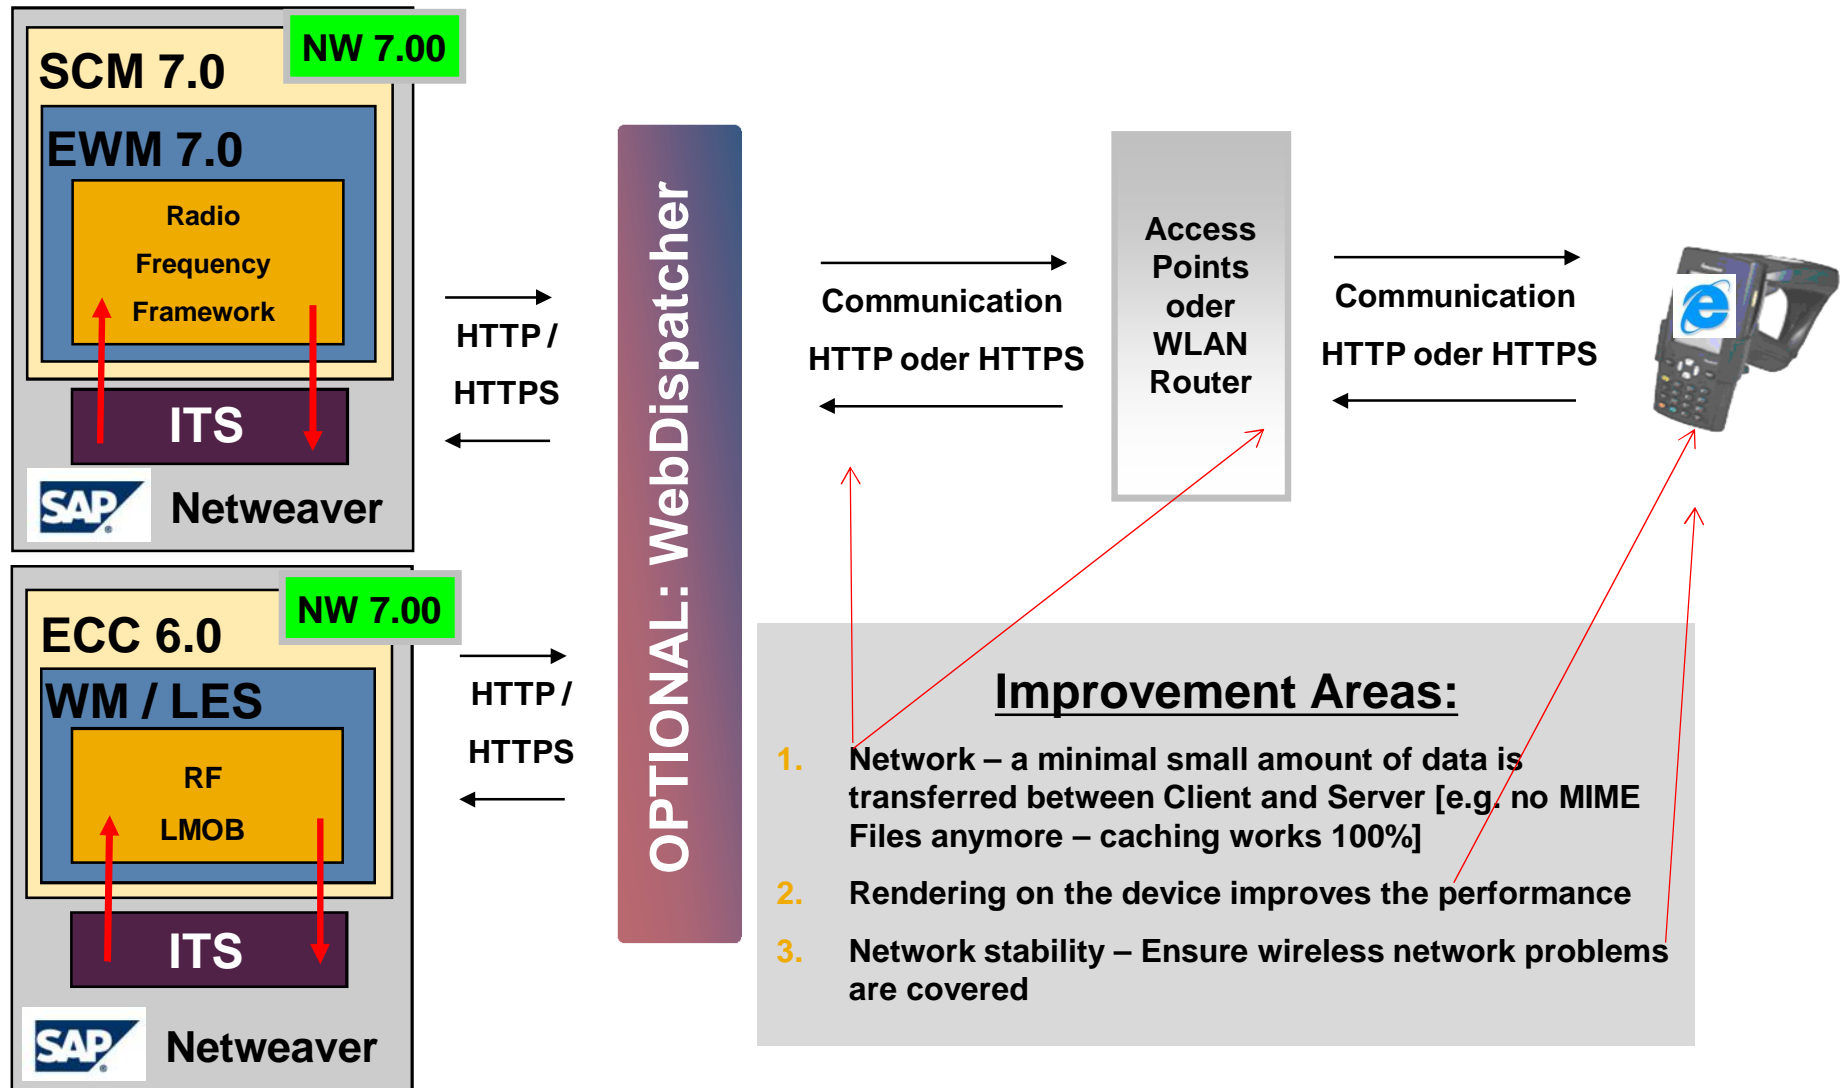 NW 7.00
SCM 7.0
EWM 7.0
Radio
Frequency
Framework
ITS
SAP
Netweaver
HTTP /
HTTPS
NW 7.00
ECC 6.0
WM / LES
RF
LMOB
ITS
SAP
Netweaver
HTTP /
HTTPS
OPTIONAL: WebDispatcher
Communication
HTTP oder HTTPS
Access
Points
oder
WLAN
Router
Communication
HTTP oder HTTPS
Improvement Areas:
1. Network – a minimal small amount of data is
transferred between Client and Server [e.g. no MIME
Files anymore – caching works 100%]
2. Rendering on the device improves the performance
3. Network stability – Ensure wireless network problems
are covered